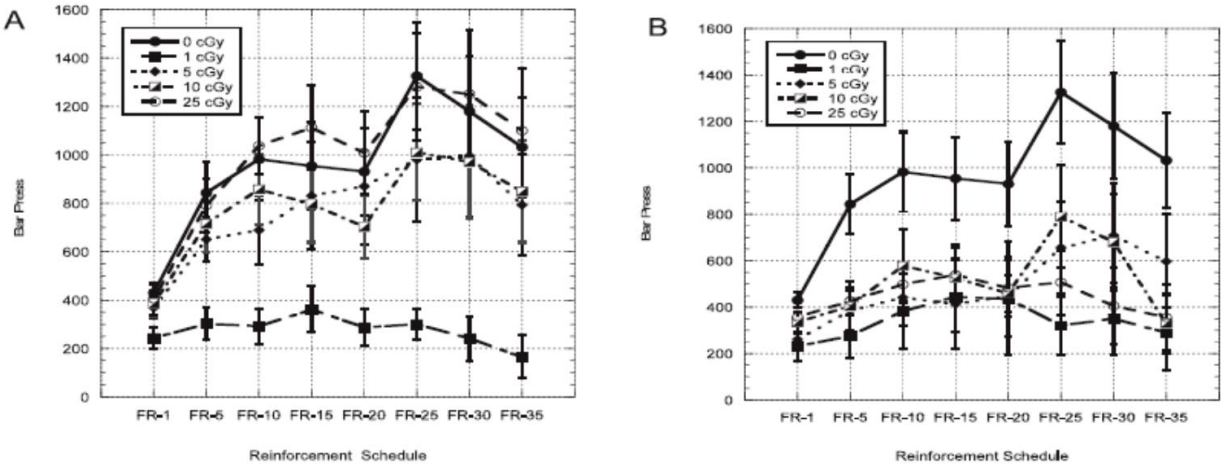 A
1600
1400
1200
1000
800
600
400
200
0
Bar Press
0 cGy
1 cGy
5 cGy
10 cGy
25 cGy
FR-1 FR-5 FR-10 FR-15 FR-20 FR-25 FR-30 FR-35
Reinforcement Schedule
B
1600
1400
1200
1000
800
600
400
200
0
Bar Press
0 cGy
1 cGy
5 cGy
10 cGy
25 cGy
FR-1 FR-5 FR-10 FR-15 FR-20 FR-25 FR-30 FR-35
Reinforcement Schedule